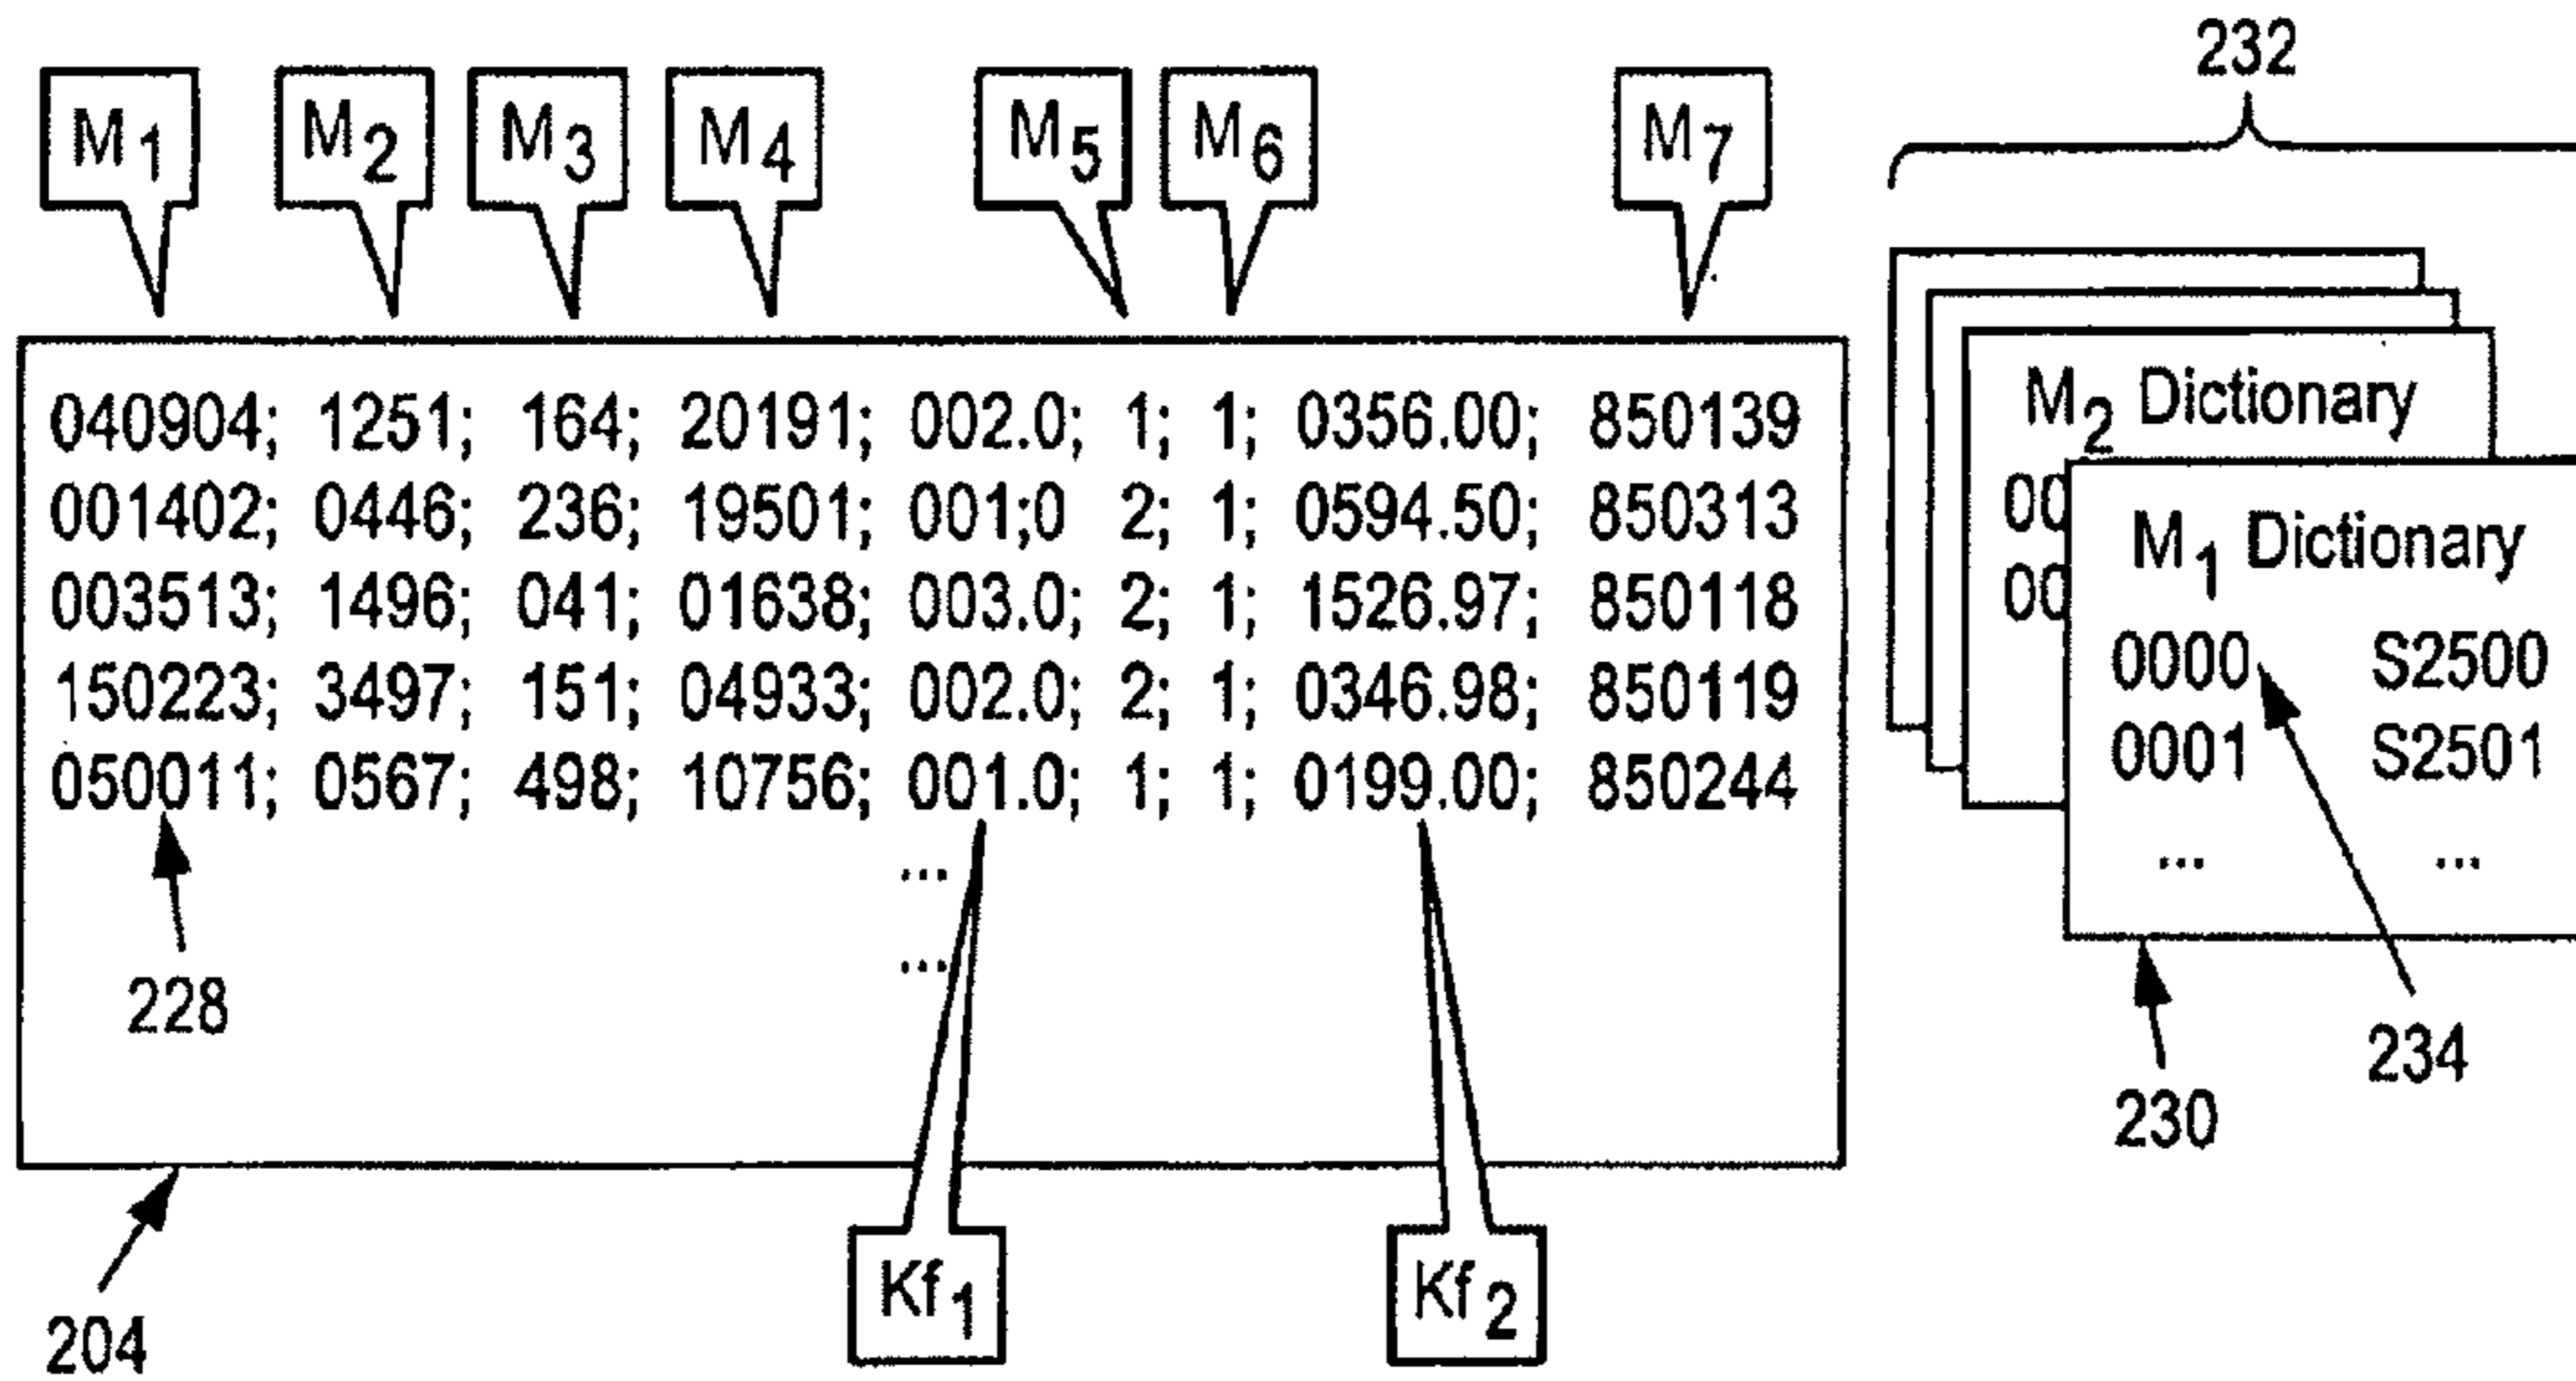 232
M1 M2 M3 M4 M5 M6 M7
040904; 1251; 164; 20191; 002.0; 1; 1; 0356.00; 850139
001402; 0446; 236; 19501; 001;0 2; 1; 0594.50; 850313
003513; 1496; 041; 01638; 003.0; 2; 1; 1526.97; 850118
150223; 3497; 151; 04933; 002.0; 2; 1; 0346.98; 850119
050011; 0567; 498; 10756; 001.0; 1; 1; 0199.00; 850244
...
...
228
204
Kf1
Kf2
M2 Dictionary
00
00
M1 Dictionary
0000 S2500
0001 S2501
... ...
234
230